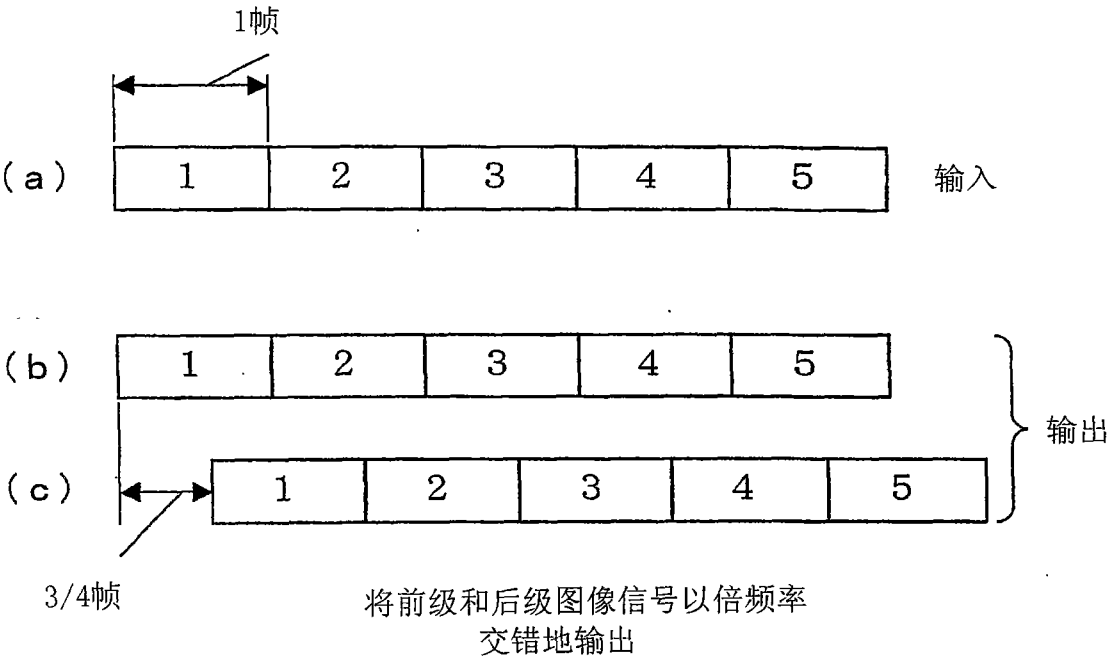 1帧
(a) 1 2 3 4 5 输入
(b) 1 2 3 4 5
输出
(c) 1 2 3 4 5
3/4帧
将前级和后级图像信号以倍频率
交错地输出